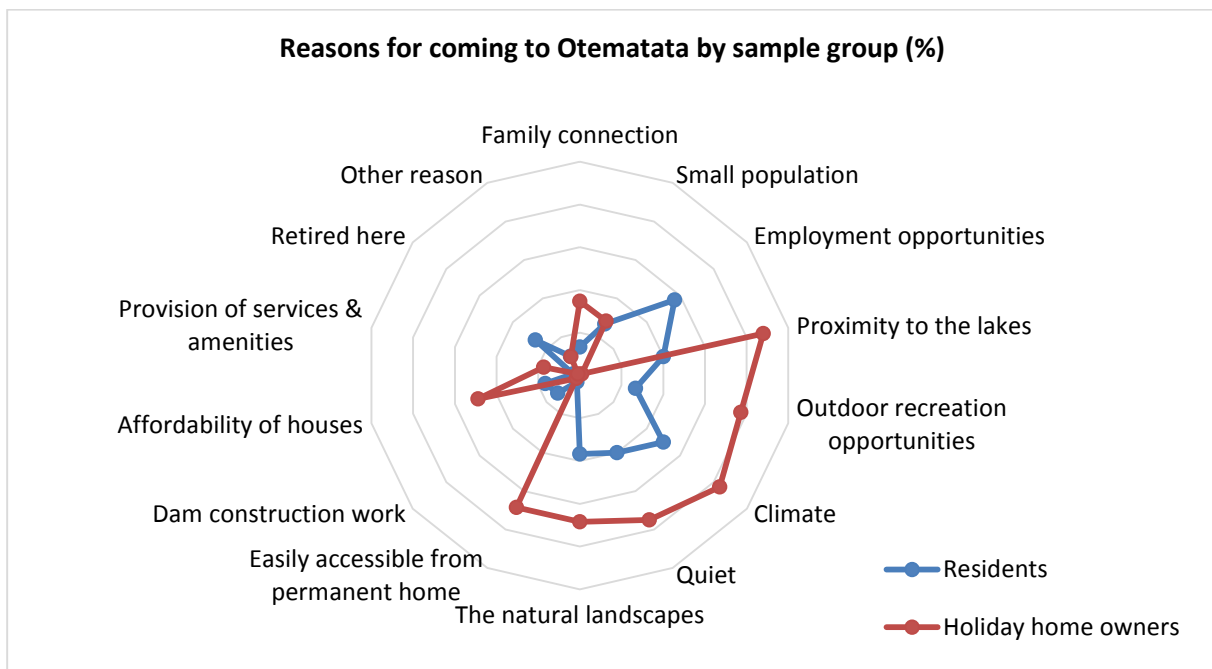 Reasons for coming to Otematata by sample group (%)
Family connection
Small population
Employment opportunities
Proximity to the lakes
Outdoor recreation
opportunities
Climate
Quiet
The natural landscapes
Easily accessible from
permanent home
Dam construction work
Affordability of houses
Provision of services &
amenities
Retired here
Other reason
Residents
Holiday home owners